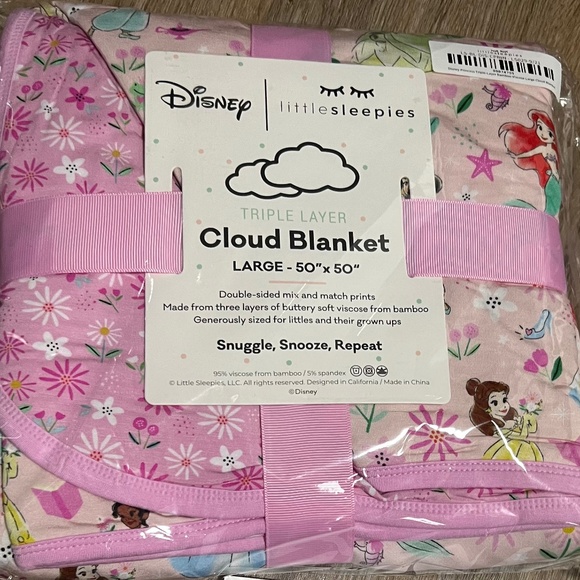 Disney | littlesleepies
TRIPLE LAYER
Cloud Blanket
LARGE - 50" x 50"
Double-sided mix and match prints
Made from three layers of buttery soft viscose from bamboo
Generously sized for littles and their grown ups
Snuggle, Snooze, Repeat
95% viscose from bamboo / 5% spandex
© Little Sleepies, LLC. All rights reserved. Designed in California / Made in China
©Disney